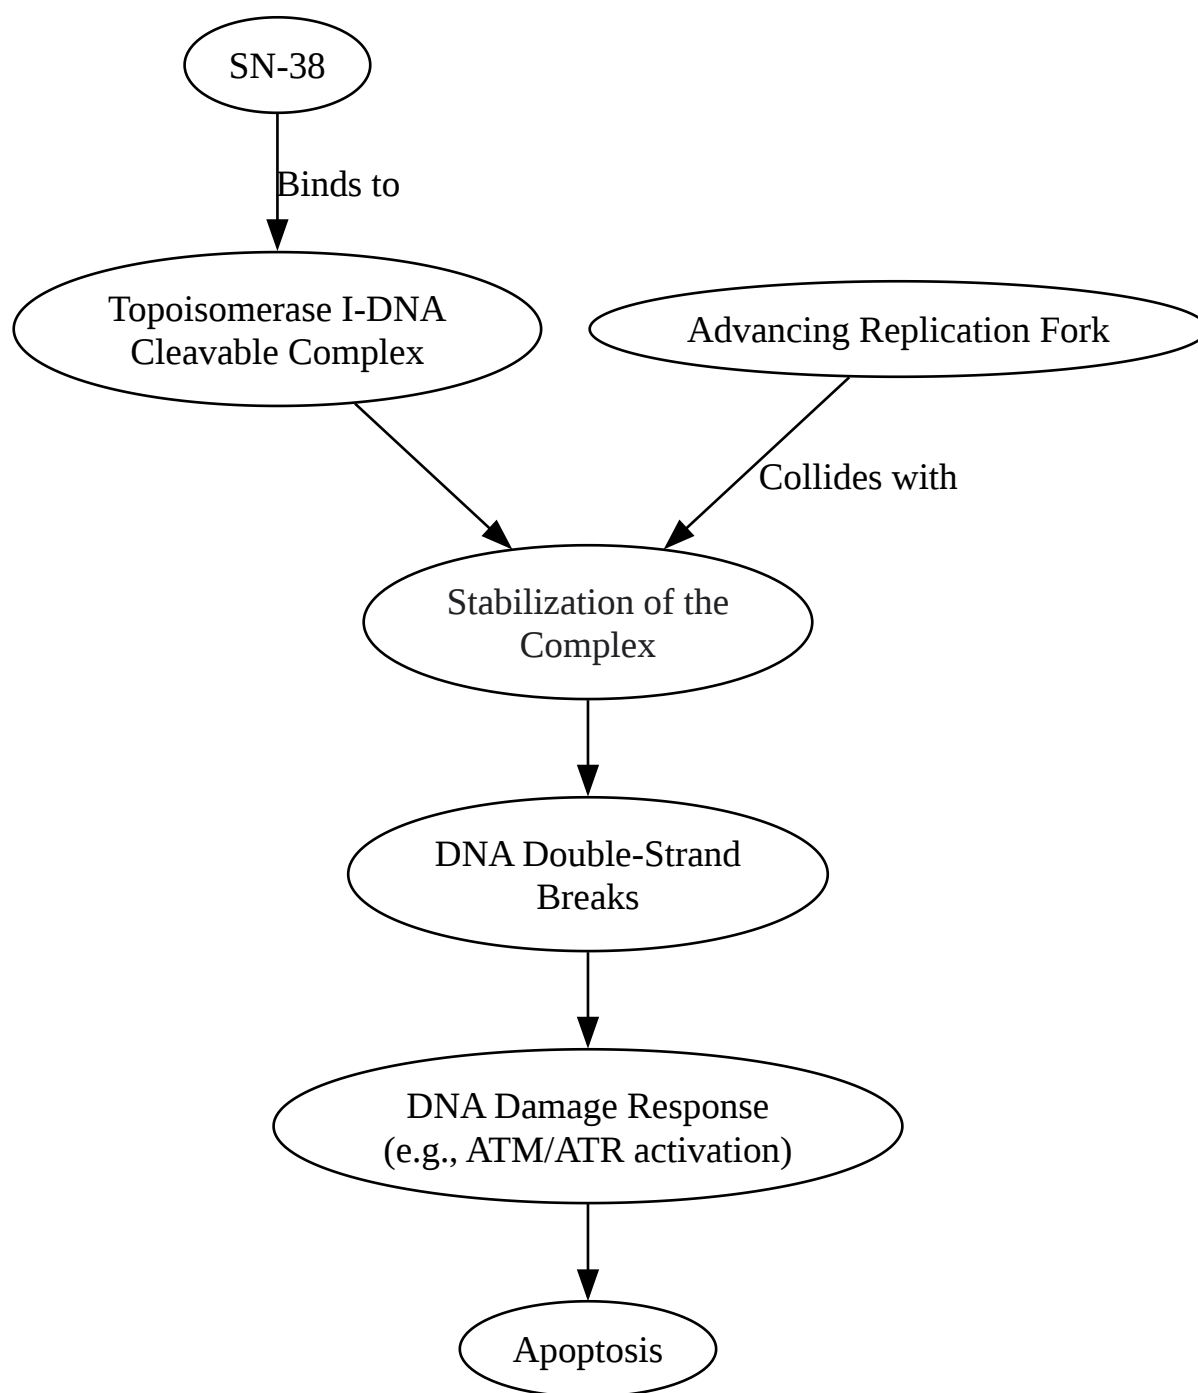 SN-38
Binds to
Topoisomerase I-DNA
Cleavable Complex
Advancing Replication Fork
Collides with
Stabilization of the
Complex
DNA Double-Strand
Breaks
DNA Damage Response
(e.g., ATM/ATR activation)
Apoptosis